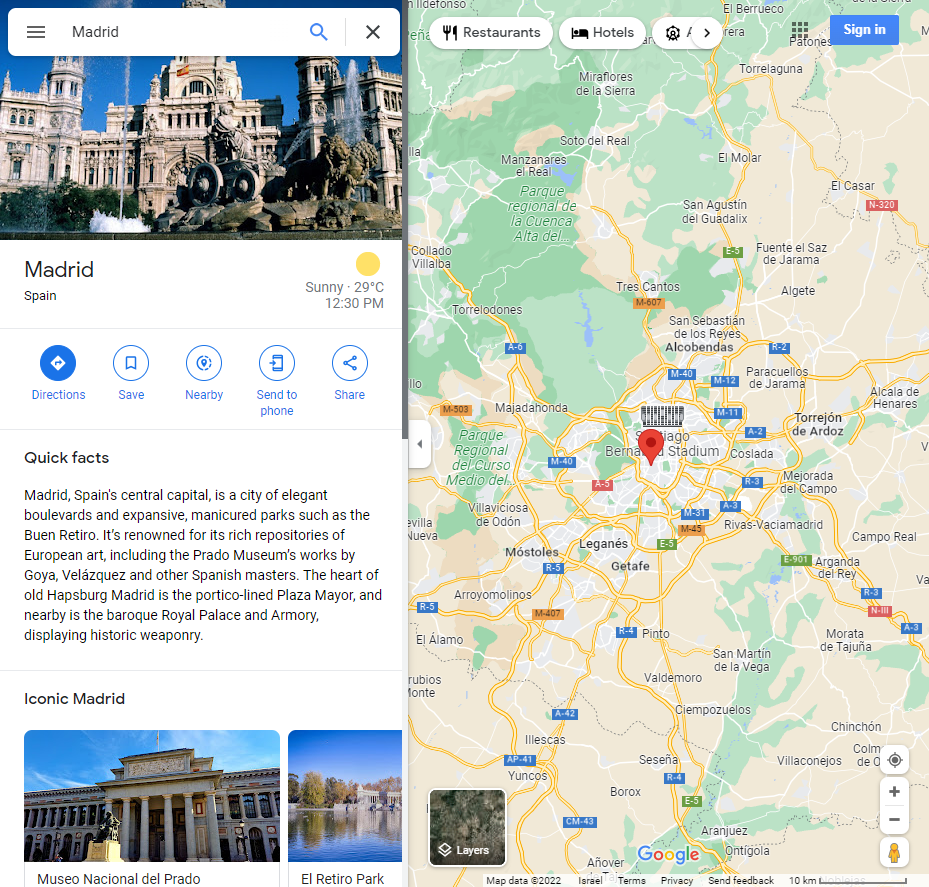 Madrid
Madrid
Spain
Sunny · 29°C
12:30 PM
Directions
Save
Nearby
Send to
phone
Share
Quick facts
Madrid, Spain's central capital, is a city of elegant
boulevards and expansive, manicured parks such as the
Buen Retiro. It's renowned for its rich repositories of
European art, including the Prado Museum's works by
Goya, Velázquez and other Spanish masters. The heart of
old Hapsburg Madrid is the portico-lined Plaza Mayor, and
nearby is the baroque Royal Palace and Armory,
displaying historic weaponry.
Iconic Madrid
Museo Nacional del Prado
El Retiro Park
Restaurants
Hotels
Sign in
El Berrueco
Patones
Torrelaguna
Miraflores
de la Sierra
Soto del Real
Manzanares
el Real
El Molar
Parque
regional de
la Cuenca
Alta del...
El Casar
N-320
San Agustín
del Guadalix
Collado
Villalba
E-5
Fuente el Saz
de Jarama
Tres Cantos
Algete
M-607
Torrelodones
San Sebastián
de los Reyes
Alcobendas
A-6
R-2
M-40
M-12
Paracuellos
de Jarama
Alcala de
Henares
M-503
Majadahonda
M-11
Torrejón
de Ardoz
A-2
Parque
Regional
del Curso
Medio del...
Santiago
Bernabéu Stadium
Coslada
M-40
A-5
R-3
Mejorada
del Campo
Villaviciosa
de Odón
A-3
M-31
Rivas-Vaciamadrid
M-45
Leganés
E-5
Campo Real
Móstoles
Getafe
E-901
Arganda
del Rey
R-5
Arroyomolinos
R-3
R-5
M-407
N-III
A-3
R-4
Pinto
El Álamo
Morata
de Tajuña
San Martín
de la Vega
Valdemoro
Ciempozuelos
A-42
Chinchón
Illescas
AP-41
Seseña
Villaconejos
Yuncos
R-4
Borox
E-5
CM-43
Aranjuez
Ontígola
Añover
Layers
Google
Map data ©2022
Israel
Terms
Privacy
Send feedback
10 km